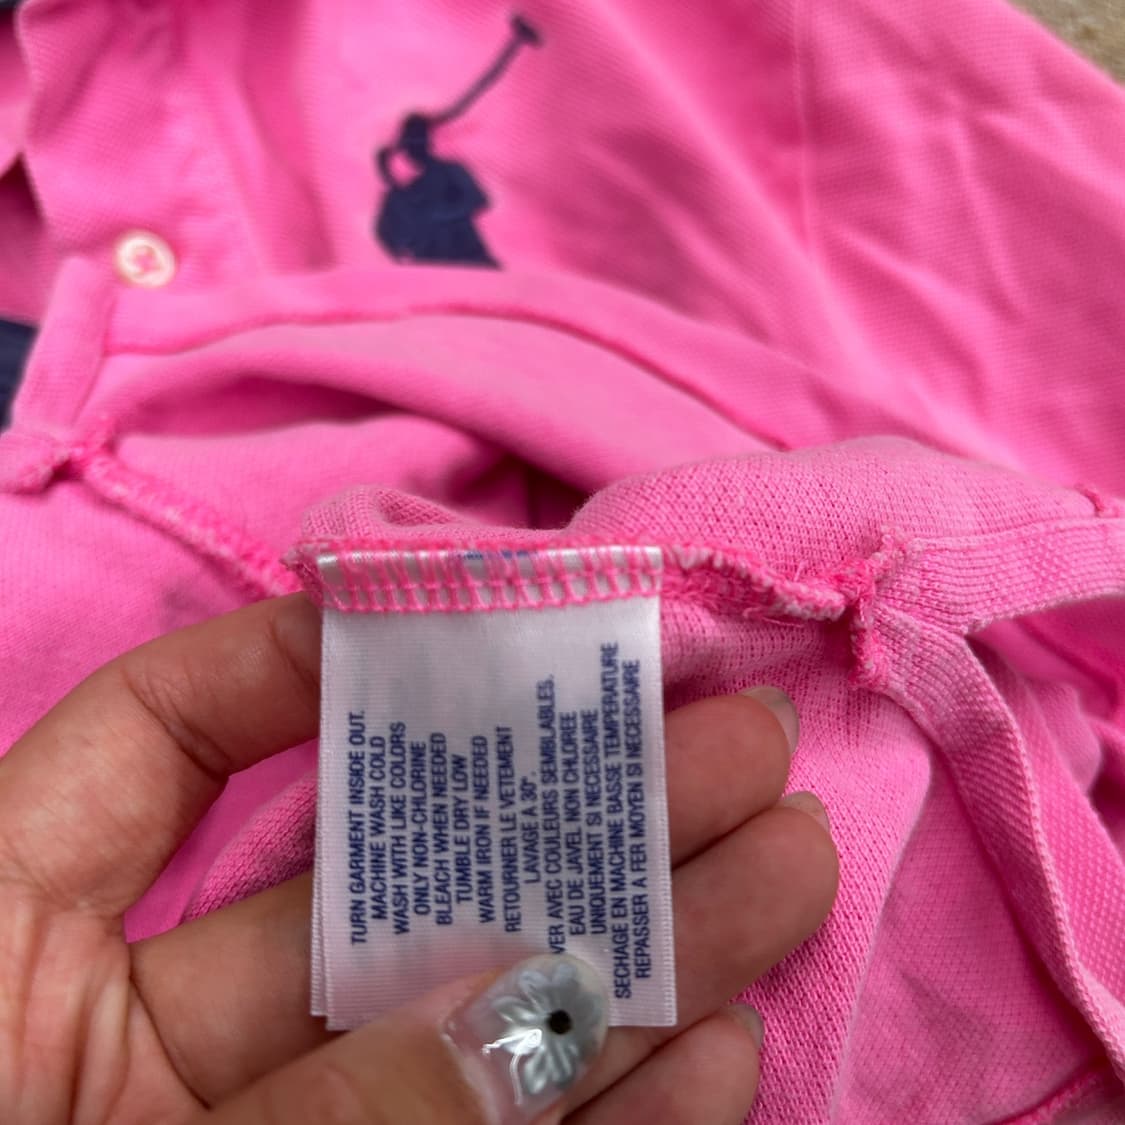 TURN GARMENT INSIDE OUT.
MACHINE WASH COLD
WASH WITH LIKE COLORS
ONLY NON-CHLORINE
BLEACH WHEN NEEDED
TUMBLE DRY LOW
WARM IRON IF NEEDED
RETOURNER LE VETEMENT
LAVAGE A 30°.
AVEC COULEURS SEMBLABLES.
EAU DE JAVEL NON CHLOREE
UNIQUEMENT SI NECESSAIRE
SECHAGE EN MACHINE BASSE TEMPERATURE
REPASSER A FER MOYEN SI NECESSAIRE